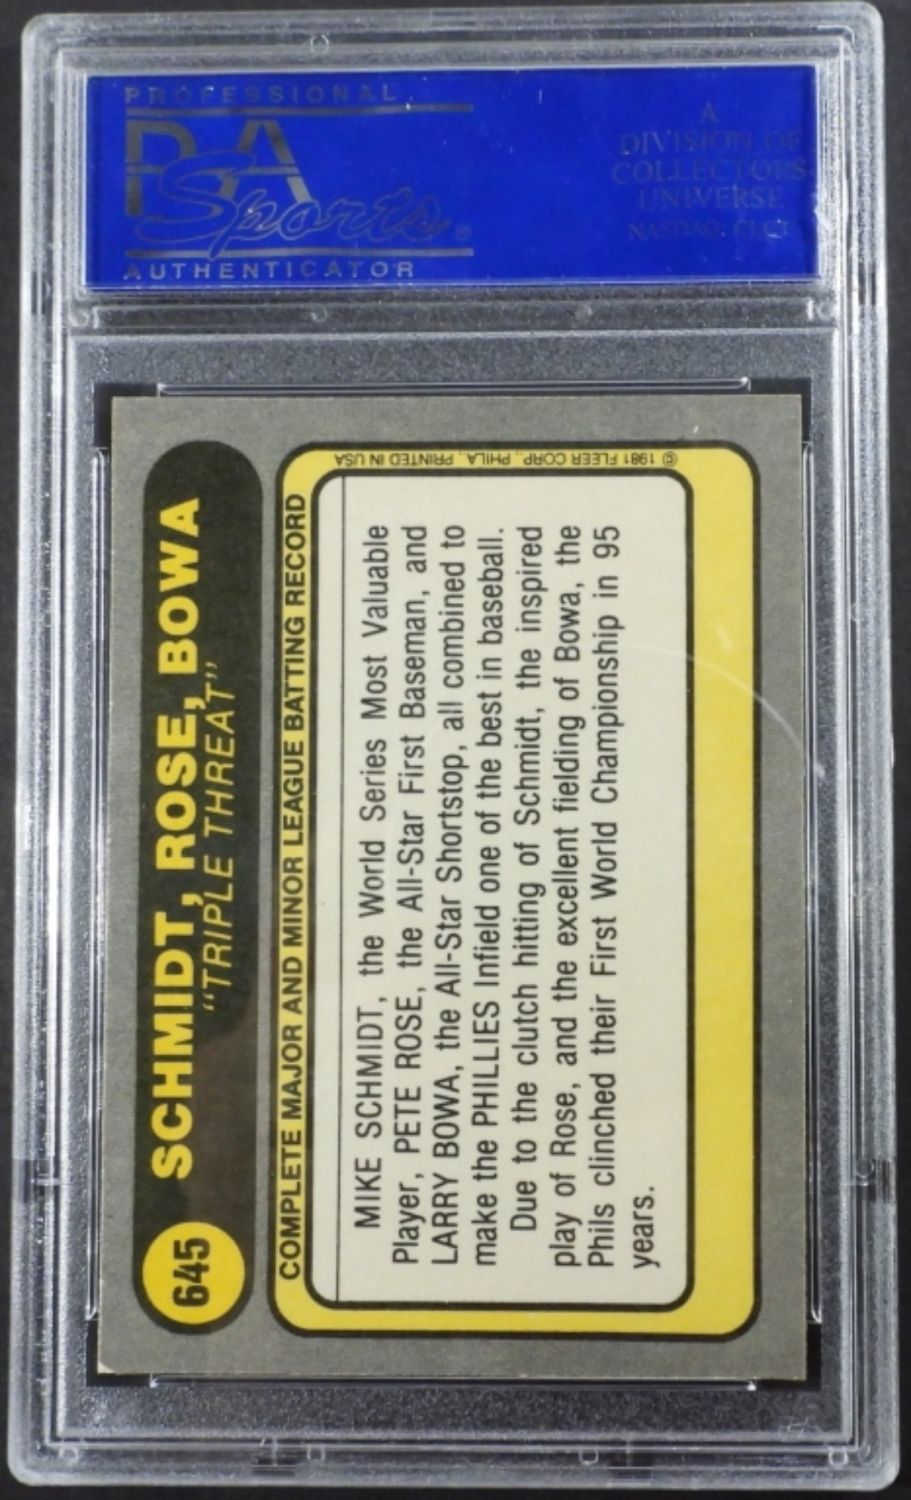 PROFESSIONAL
PSA
Sports®
AUTHENTICATOR
A
DIVISION OF
COLLECTORS
UNIVERSE
NASDAQ: CLCT
645
SCHMIDT, ROSE, BOWA
"TRIPLE THREAT"
COMPLETE MAJOR AND MINOR LEAGUE BATTING RECORD
MIKE SCHMIDT, the World Series Most Valuable
Player, PETE ROSE, the All-Star First Baseman, and
LARRY BOWA, the All-Star Shortstop, all combined to
make the PHILLIES Infield one of the best in baseball.
Due to the clutch hitting of Schmidt, the inspired
play of Rose, and the excellent fielding of Bowa, the
Phils clinched their First World Championship in 95
years.
© 1981 FLEER CORP., PHILA., PRINTED IN USA